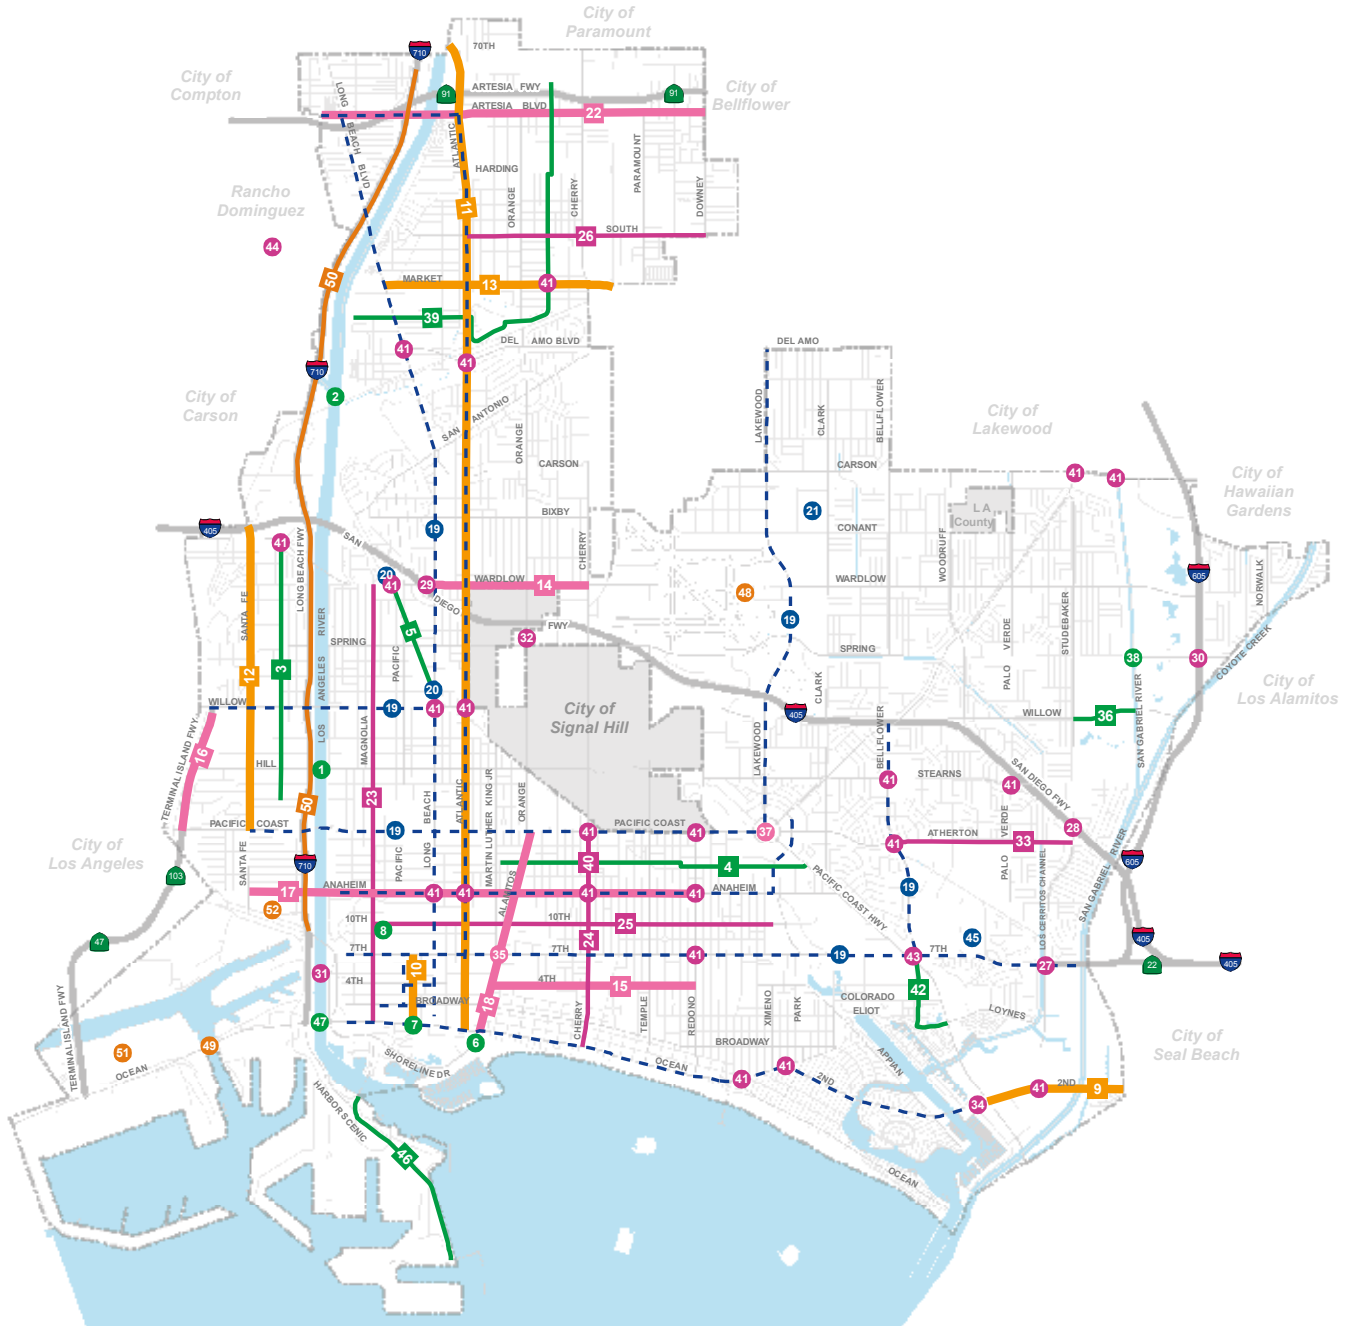 City of
Paramount
70TH
710
City of
Compton
City of
Bellflower
ARTESIA FWY
91
91
LONG BEACH BLVD
ARTESIA BLVD
22
ATLANTIC
HARDING
ORANGE
CHERRY
PARAMOUNT
DOWNEY
Rancho
Dominguez
11
44
26
SOUTH
50
MARKET
13
41
39
DEL AMO BLVD
DEL AMO
41
41
710
2
City of
Carson
SAN ANTONIO
ORANGE
LAKEWOOD
CLARK
BELLFLOWER
City of
Lakewood
CARSON
CARSON
41
41
City of
Hawaiian
Gardens
BIXBY
21
L A
County
CONANT
405
19
SAN
DIEGO
FWY
41
LONG BEACH FWY
CHERRY
WOODRUFF
20
41
29
WARDLOW
14
WARDLOW
605
NORWALK
SANTA FE
48
LOS ANGELES RIVER
19
5
32
SPRING
PACIFIC
SPRING
PALO VERDE
STUDEBAKER
38
30
COYOTE CREEK
3
12
20
City of
Los Alamitos
WILLOW
19
41
41
CLARK
City of
Signal Hill
405
BELLFLOWER
WILLOW
36
SAN GABRIEL RIVER
TERMINAL ISLAND FWY
16
MAGNOLIA
LAKEWOOD
HILL
1
STEARNS
41
41
SAN DIEGO FWY
23
50
LONG BEACH
ATLANTIC
MARTIN LUTHER KING JR
ORANGE
PACIFIC COAST
19
PACIFIC COAST
41
41
37
28
ATHERTON
33
41
PALO VERDE
City of
Los Angeles
SANTA FE
710
PACIFIC
40
4
PACIFIC COAST HWY
605
103
17
ANAHEIM
41
41
41
41
ANAHEIM
19
LOS CERRITOS CHANNEL
SAN GABRIEL RIVER
ALAMITOS
52
10TH
10TH
25
8
47
24
45
405
7TH
35
7TH
41
19
43
7TH
27
22
405
31
10
4TH
4TH
15
42
BROADWAY
18
CHERRY
TEMPLE
REDONO
XIMENO
PARK
COLORADO
ELIOT
LOYNES
47
7
6
BROADWAY
City of
Seal Beach
TERMINAL ISLAND FWY
51
49
OCEAN
SHORELINE DR
OCEAN
41
41
2ND
APPIAN
34
41
2ND
9
HARBOR SCENIC
46
OCEAN